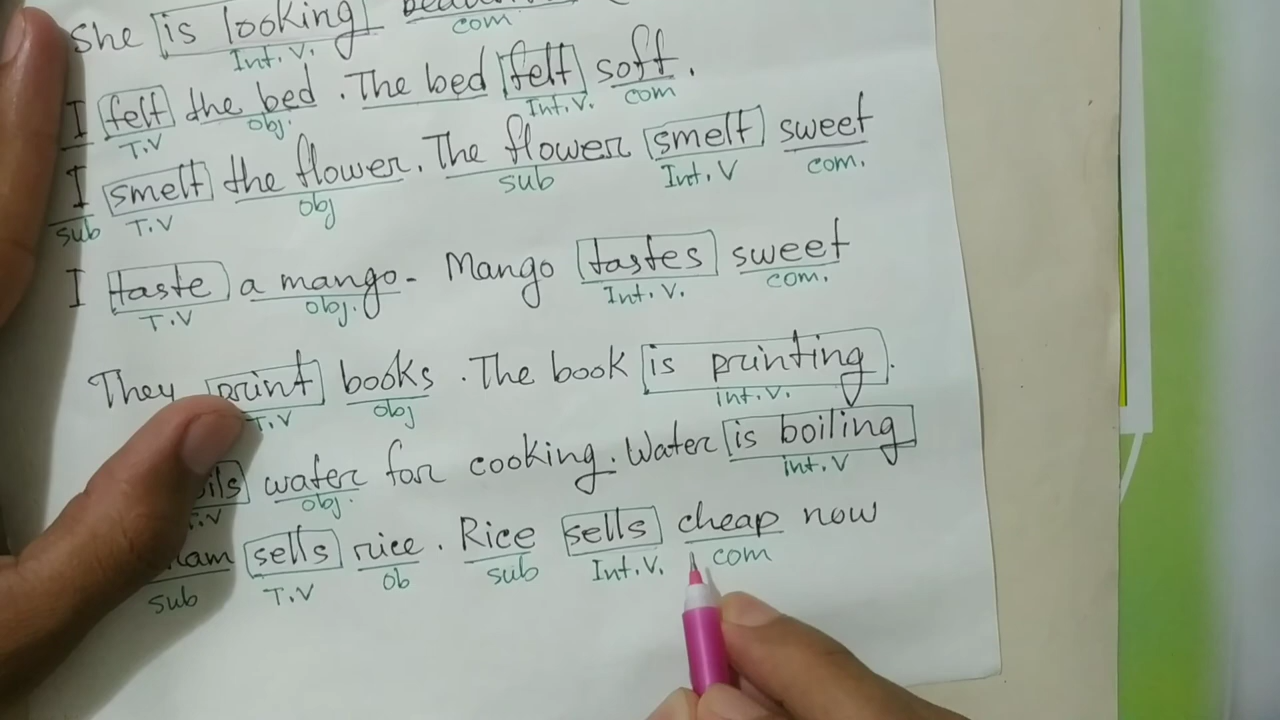 She is looking
com
Int. V.
I felt the bed. The bed felt soft.
T.V obj. Int.V. com
I smelt the flower. The flower smelt sweet
sub T.V obj sub Int. V com.
I taste a mango- Mango tastes sweet
T.V obj. Int. V. com.
They print books. The book is printing.
T.V obj int. V.
water for cooking. Water is boiling
obj. int. V
sells rice. Rice sells cheap now
sub T.V ob sub Int. V. com